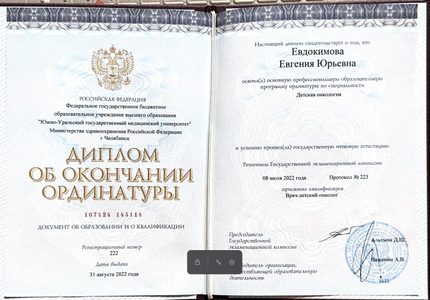 РОССИЙСКАЯ ФЕДЕРАЦИЯ
Федеральное государственное бюджетное
образовательное учреждение высшего образования
"Южно-Уральский государственный медицинский университет"
Министерства здравоохранения Российской Федерации
г Челябинск
ДИПЛОМ
ОБ ОКОНЧАНИИ
ОРДИНАТУРЫ
107424 145114
ДОКУМЕНТ ОБ ОБРАЗОВАНИИ И О КВАЛИФИКАЦИИ
Регистрационный номер
222
Дата выдачи
31 августа 2022 года
Настоящий диплом свидетельствует о том, что
Евдокимова
Евгения Юрьевна
освоил(а) основную профессиональную образовательную
программу ординатуры по специальности
Детская онкология
и успешно прошел(ла) государственную итоговую аттестацию.
Решением Государственной экзаменационной комиссии
08 июля 2022 года Протокол № 223
присвоена квалификация
Врач-детский онколог
Председатель
Государственной
экзаменационной комиссии
организации,
образовательную
деятельность
М.П.